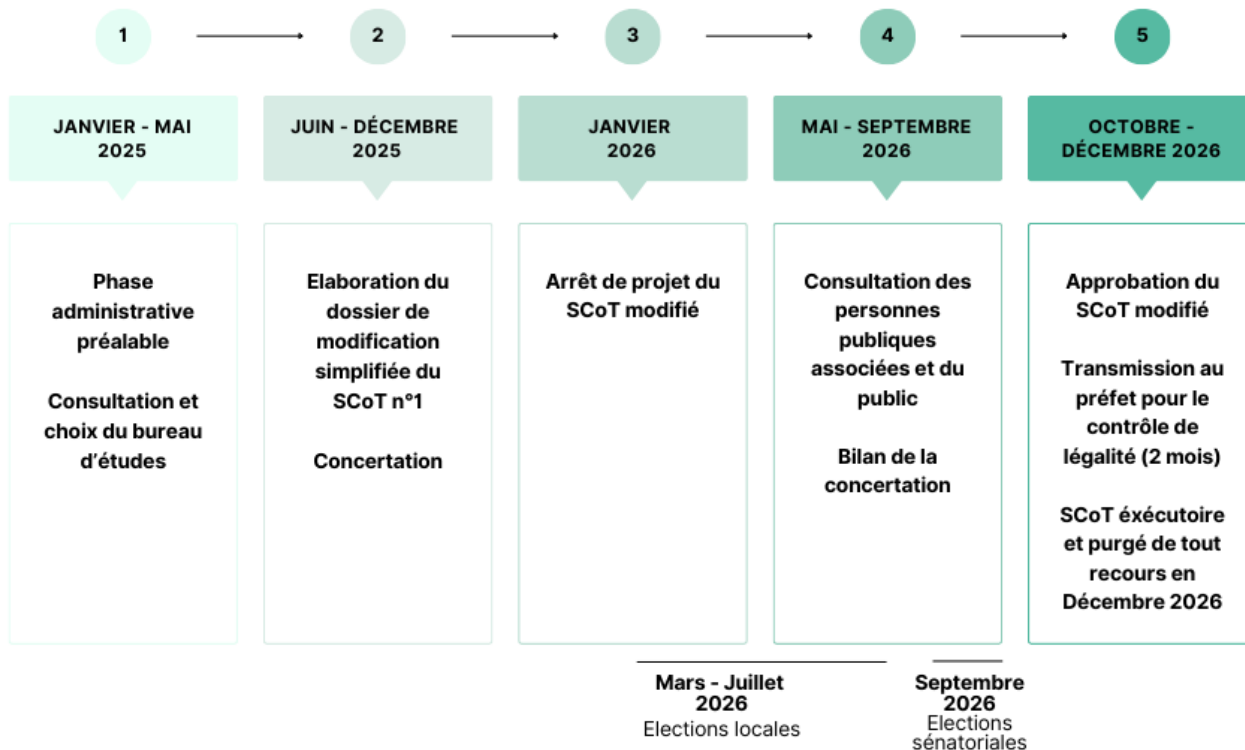 1
2
3
4
5
JANVIER - MAI
2025
JUIN - DÉCEMBRE
2025
JANVIER
2026
MAI - SEPTEMBRE
2026
OCTOBRE -
DÉCEMBRE 2026
Phase
administrative
préalable
Consultation et
choix du bureau
d'études
Elaboration du
dossier de
modification
simplifiée du
SCoT n°1
Concertation
Arrêt de projet du
SCoT modifié
Consultation des
personnes
publiques
associées et du
public
Bilan de la
concertation
Approbation du
SCoT modifié
Transmission au
préfet pour le
contrôle de
légalité (2 mois)
SCoT éxécutoire
et purgé de tout
recours en
Décembre 2026
Mars - Juillet
2026
Elections locales
Septembre
2026
Elections
sénatoriales